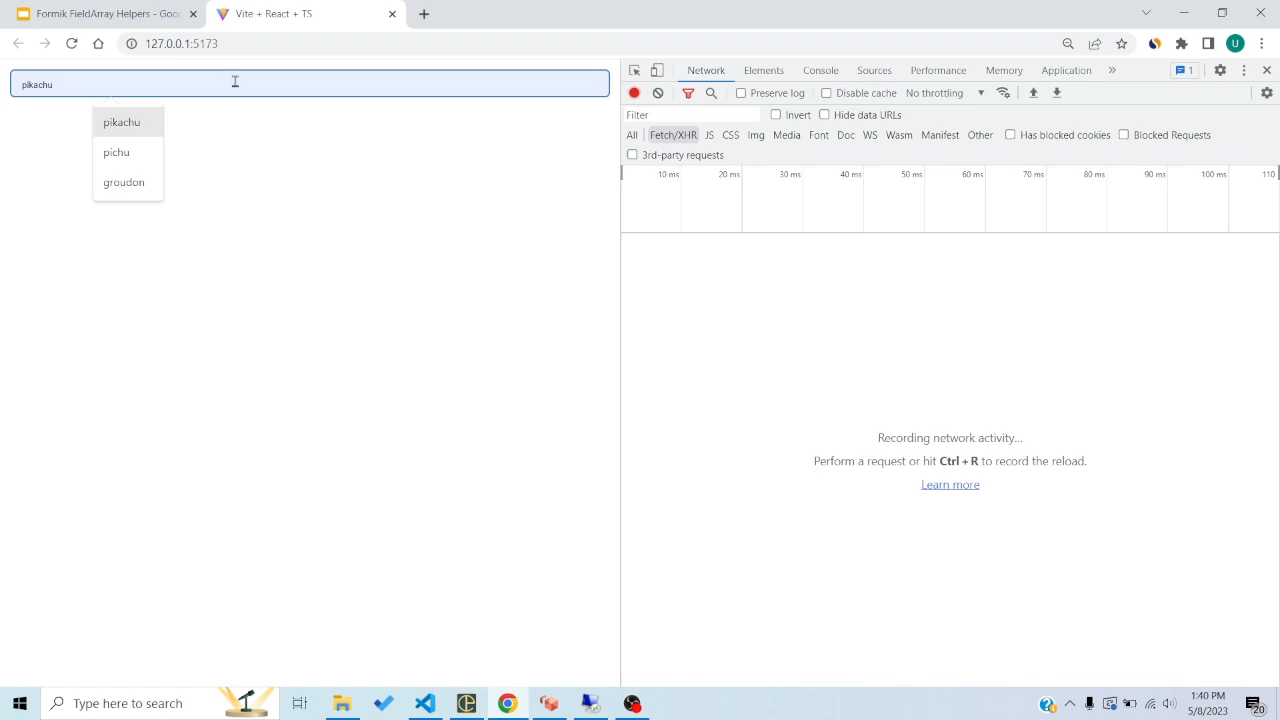 Formik FieldArray Helpers - Goog
Vite + React + TS
127.0.0.1:5173
U
pikachu
pikachu
pichu
groudon
Network Elements Console Sources Performance Memory Application » 1
Preserve log Disable cache No throttling
Filter Invert Hide data URLs
All Fetch/XHR JS CSS Img Media Font Doc WS Wasm Manifest Other Has blocked cookies Blocked Requests
3rd-party requests
10 ms 20 ms 30 ms 40 ms 50 ms 60 ms 70 ms 80 ms 90 ms 100 ms 110
Recording network activity...
Perform a request or hit Ctrl + R to record the reload.
Learn more
Type here to search
1:40 PM
5/8/2023
20